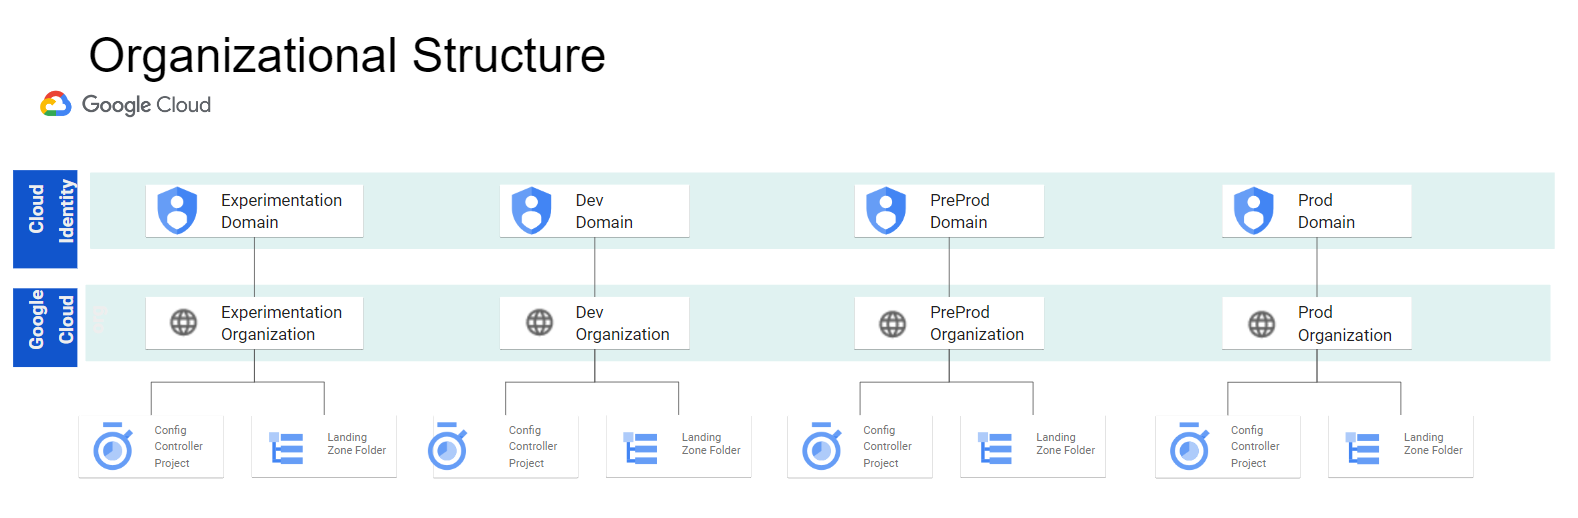 Organizational Structure
Google Cloud
Cloud
Identity
Experimentation
Domain
Dev
Domain
PreProd
Domain
Prod
Domain
Google
Cloud
Experimentation
Organization
Dev
Organization
PreProd
Organization
Prod
Organization
Config
Controller
Project
Landing
Zone Folder
Config
Controller
Project
Landing
Zone Folder
Config
Controller
Project
Landing
Zone Folder
Config
Controller
Project
Landing
Zone Folder